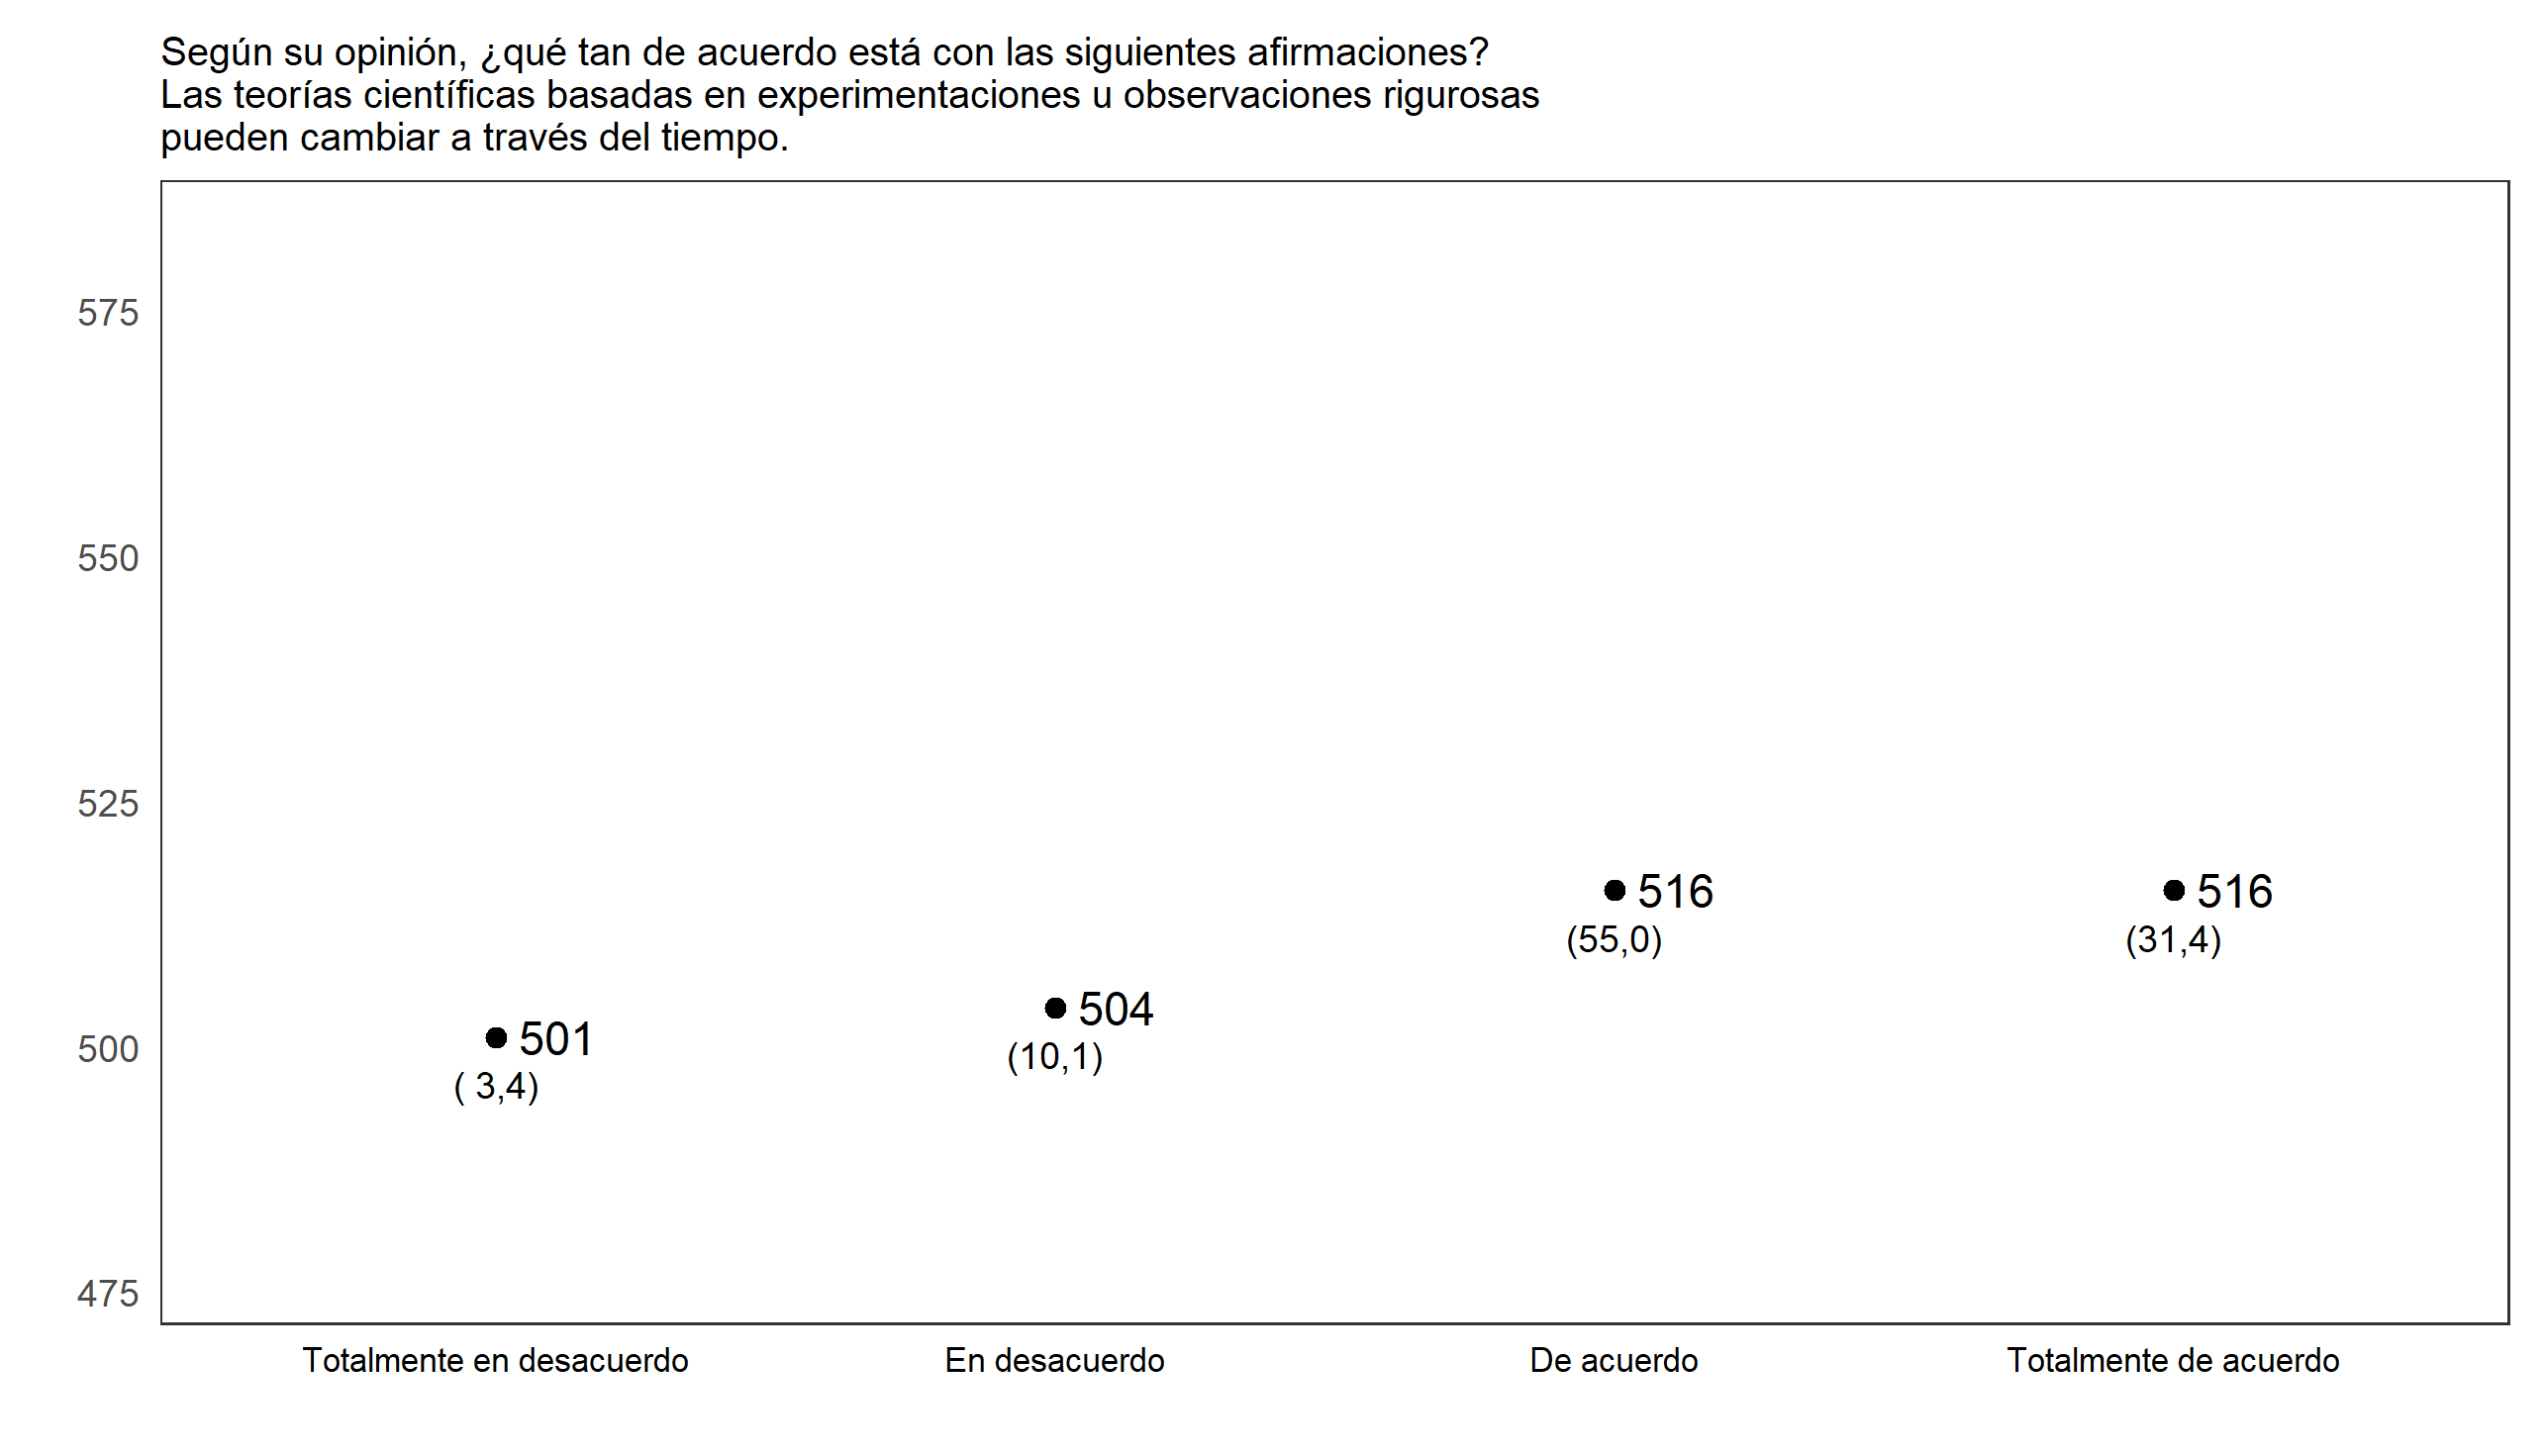 Según su opinión, ¿qué tan de acuerdo está con las siguientes afirmaciones?
Las teorías científicas basadas en experimentaciones u observaciones rigurosas
pueden cambiar a través del tiempo.
575
550
525
500
475
501
( 3,4)
504
(10,1)
516
(55,0)
516
(31,4)
Totalmente en desacuerdo
En desacuerdo
De acuerdo
Totalmente de acuerdo